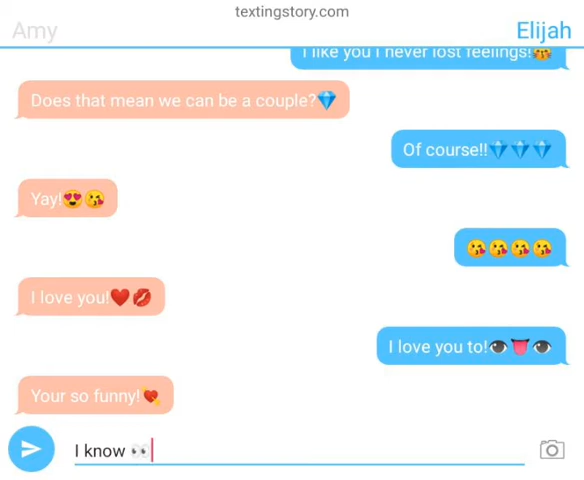 textingstory.com
Amy
Elijah
I like you I never lost feelings!😽
Does that mean we can be a couple?💎
Of course!!💎💎💎
Yay!😍😘
😘😘😘😘
I love you!❤️💋
I love you to!👁👅👁
Your so funny!💘
I know 👀